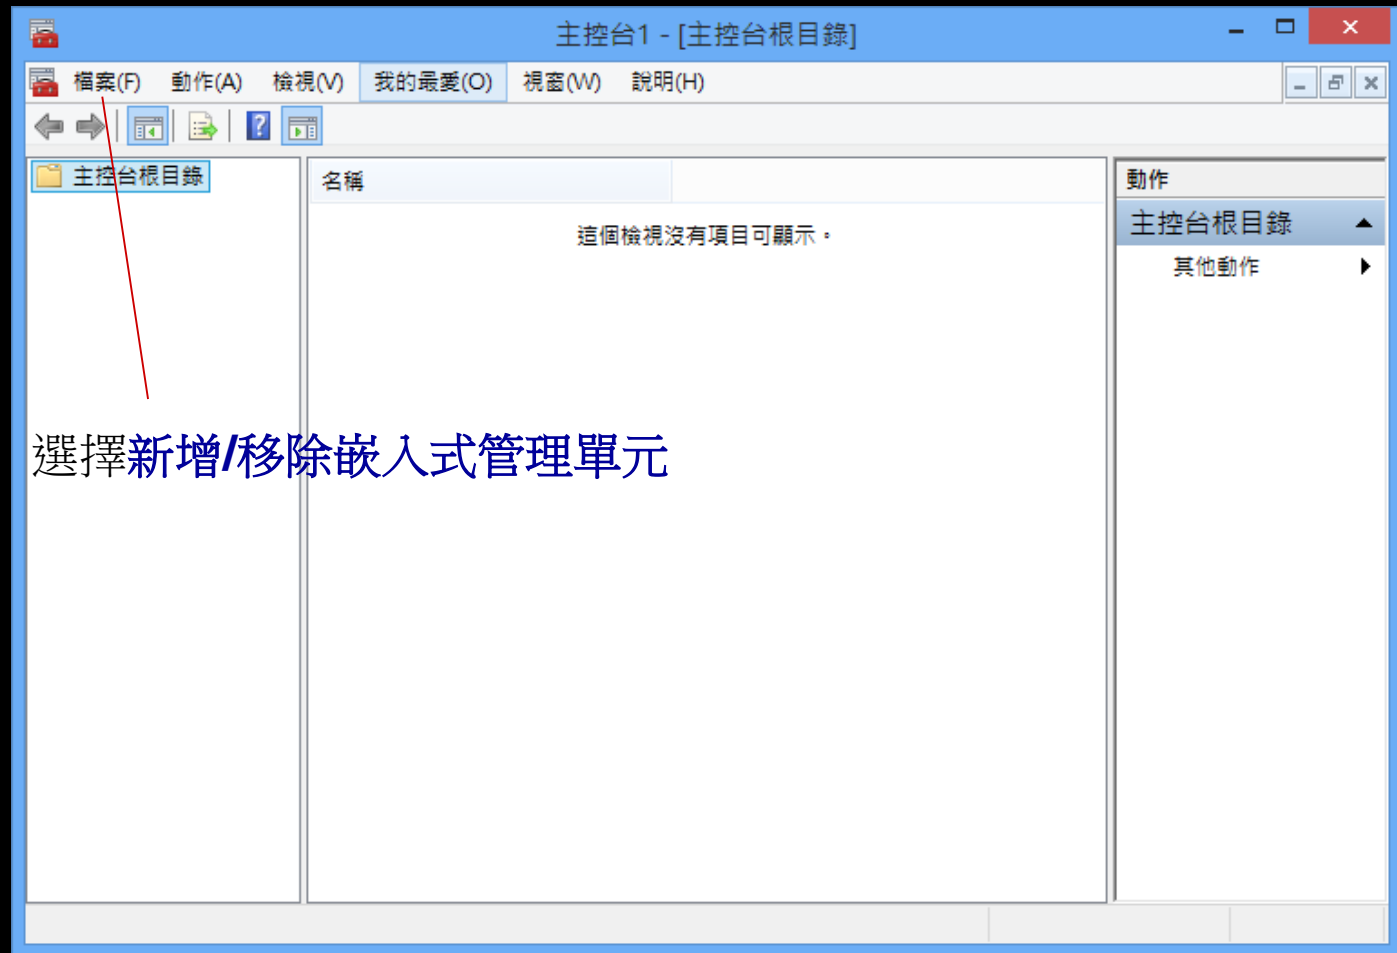 主控台1 - [主控台根目錄]
檔案(F) 動作(A) 檢視(V) 我的最愛(O) 視窗(W) 說明(H)
主控台根目錄
名稱
這個檢視沒有項目可顯示。
動作
主控台根目錄
其他動作
選擇新增/移除嵌入式管理單元